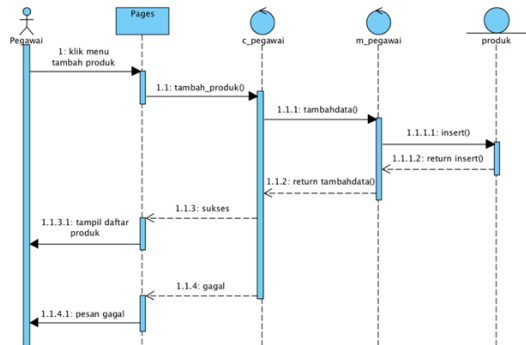 Pegawai
Pages
c_pegawai
m_pegawai
produk
1: klik menu
tambah produk
1.1: tambah_produk()
1.1.1: tambahdata()
1.1.1.1: insert()
1.1.1.2: return insert()
1.1.2: return tambahdata()
1.1.3: sukses
1.1.3.1: tampil daftar
produk
1.1.4: gagal
1.1.4.1: pesan gagal